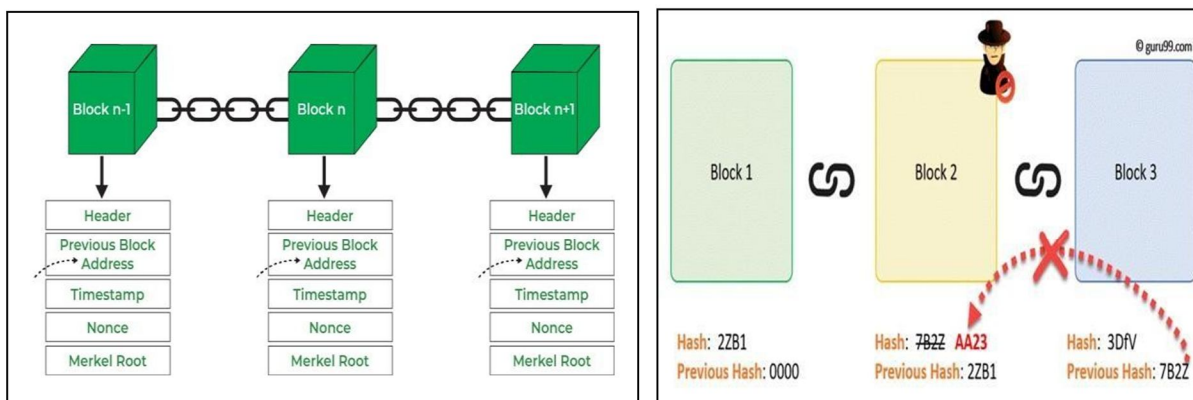 Block n-1
Block n
Block n+1
Header
Previous Block
Address
Timestamp
Nonce
Merkel Root
Header
Previous Block
Address
Timestamp
Nonce
Merkel Root
Header
Previous Block
Address
Timestamp
Nonce
Merkel Root
© guru99.com
Block 1
Block 2
Block 3
Hash: 2ZB1
Previous Hash: 0000
Hash: 7B2Z AA23
Previous Hash: 2ZB1
Hash: 3DfV
Previous Hash: 7B2Z